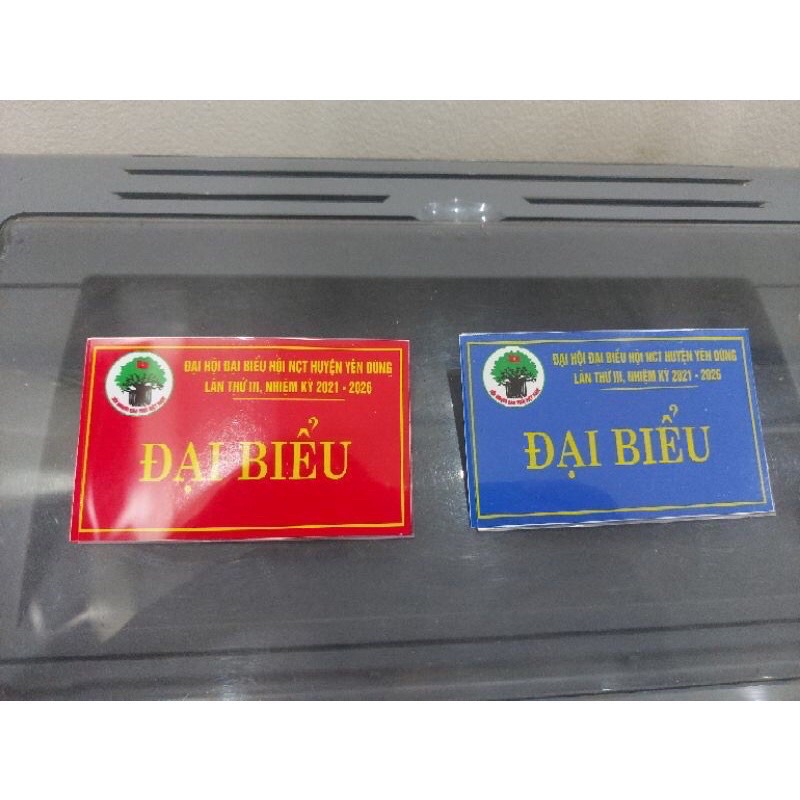 ĐẠI HỘI ĐẠI BIỂU HỘI NCT HUYỆN YÊN DŨNG
LẦN THỨ III, NHIỆM KỲ 2021 - 2026
ĐẠI BIỂU
ĐẠI HỘI ĐẠI BIỂU HỘI NCT HUYỆN YÊN DŨNG
LẦN THỨ III, NHIỆM KỲ 2021 - 2026
ĐẠI BIỂU